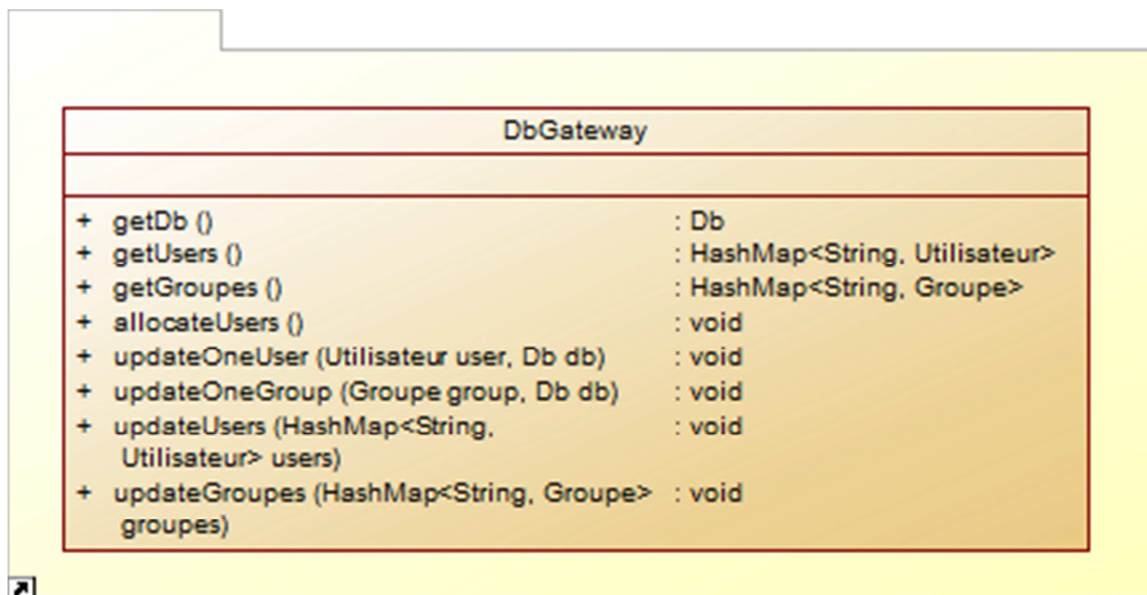 DbGateway
+ getDb () : Db
+ getUsers () : HashMap<String, Utilisateur>
+ getGroupes () : HashMap<String, Groupe>
+ allocateUsers () : void
+ updateOneUser (Utilisateur user, Db db) : void
+ updateOneGroup (Groupe group, Db db) : void
+ updateUsers (HashMap<String, : void
Utilisateur> users)
+ updateGroupes (HashMap<String, Groupe> : void
groupes)